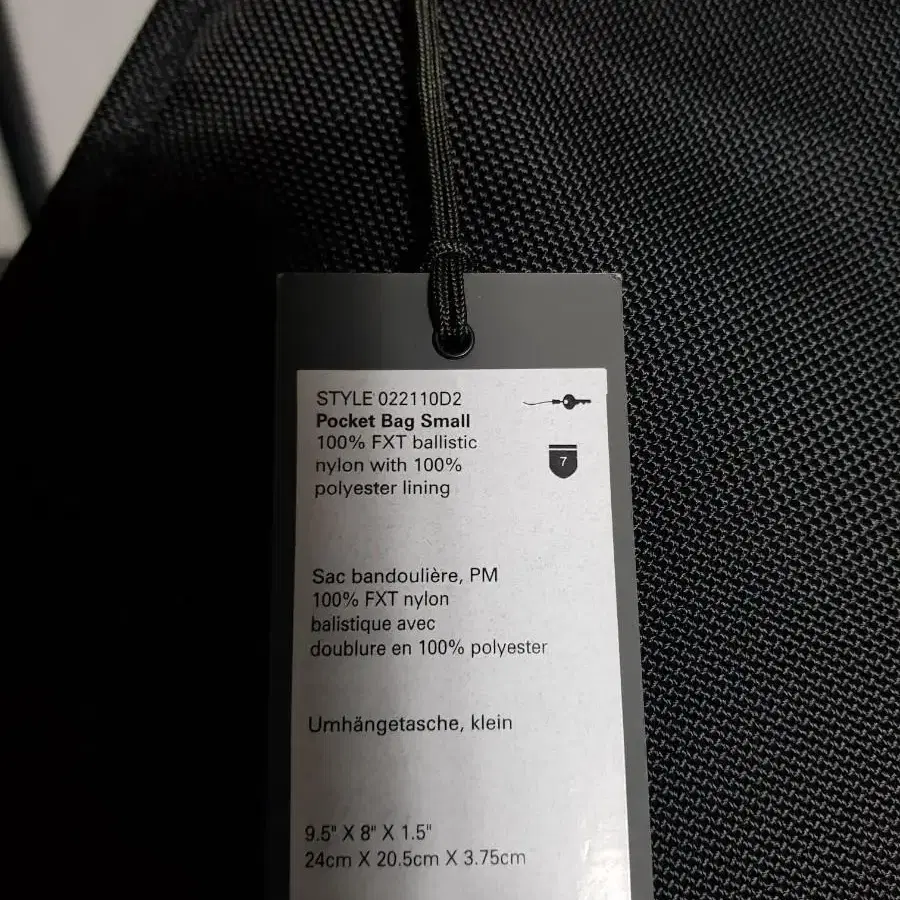 STYLE 022110D2
Pocket Bag Small
100% FXT ballistic
nylon with 100%
polyester lining
7
Sac bandoulière, PM
100% FXT nylon
balistique avec
doublure en 100% polyester
Umhängetasche, klein
9.5" X 8" X 1.5"
24cm X 20.5cm X 3.75cm